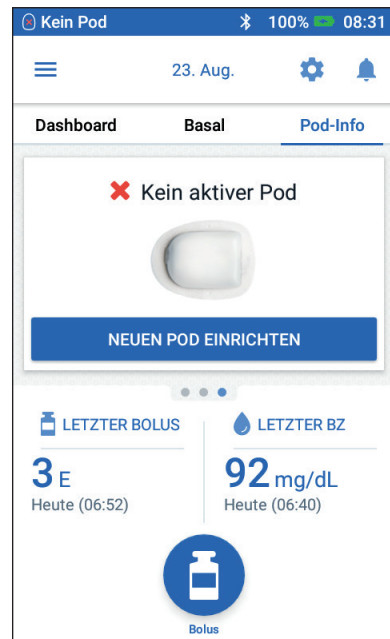 Kein Pod 100% 08:31
23. Aug.
Dashboard Basal Pod-Info
Kein aktiver Pod
NEUEN POD EINRICHTEN
LETZTER BOLUS LETZTER BZ
3 E 92 mg/dL
Heute (06:52) Heute (06:40)
Bolus